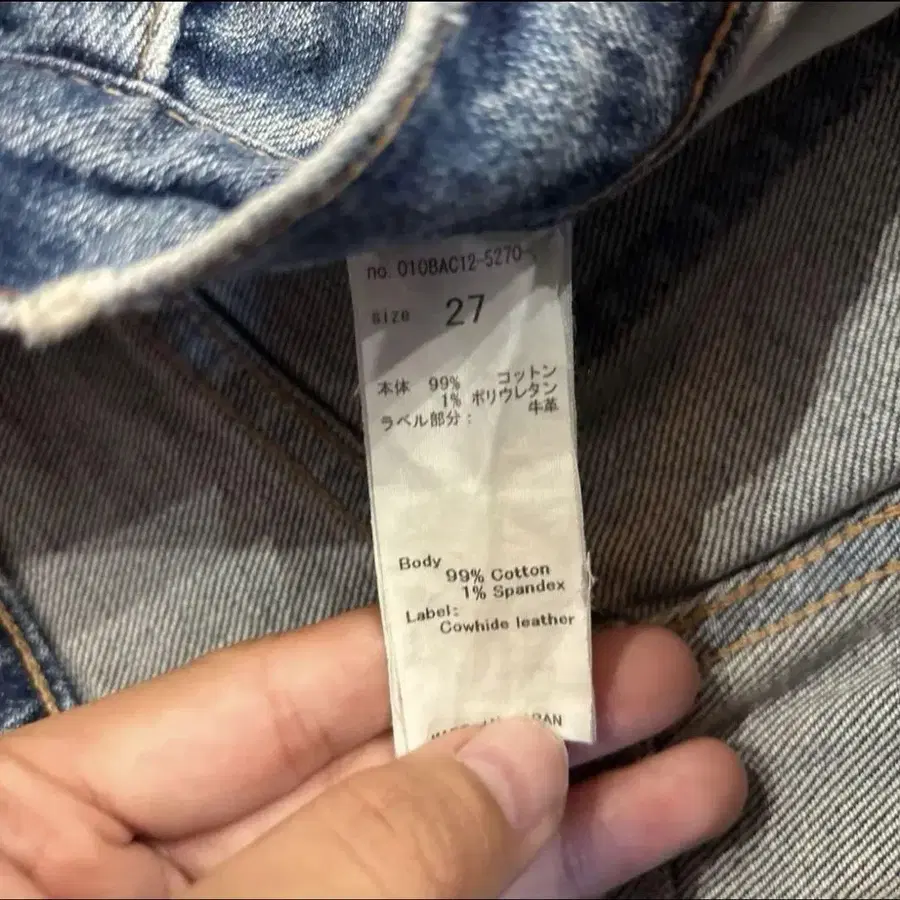 no. 010BAC12-5270-
SIZE 27
本体 99% コットン
1% ポリウレタン
ラベル部分: 牛革
Body
99% Cotton
1% Spandex
Label:
Cowhide leather